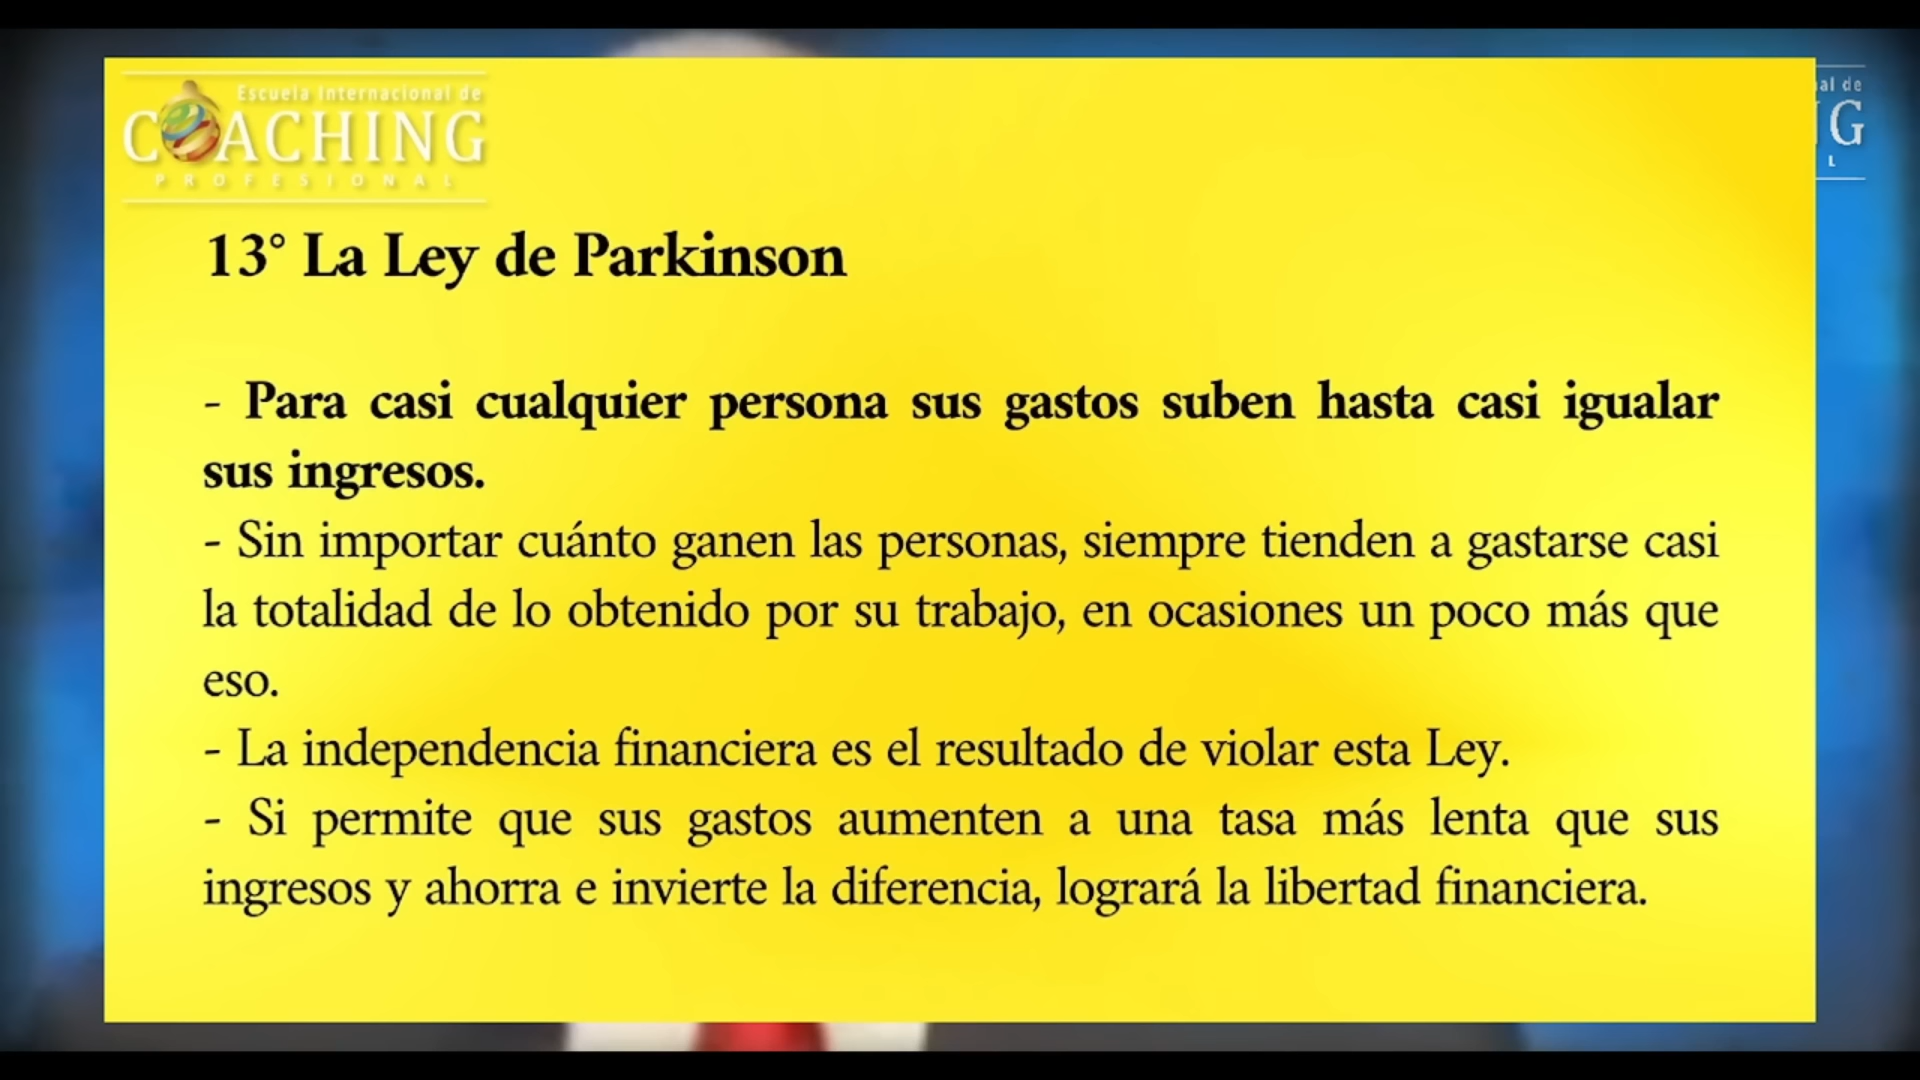 Escuela Internacional de
COACHING
PROFESIONAL
al de
G
L
13° La Ley de Parkinson
- Para casi cualquier persona sus gastos suben hasta casi igualar
sus ingresos.
- Sin importar cuánto ganen las personas, siempre tienden a gastarse casi
la totalidad de lo obtenido por su trabajo, en ocasiones un poco más que
eso.
- La independencia financiera es el resultado de violar esta Ley.
- Si permite que sus gastos aumenten a una tasa más lenta que sus
ingresos y ahorra e invierte la diferencia, logrará la libertad financiera.